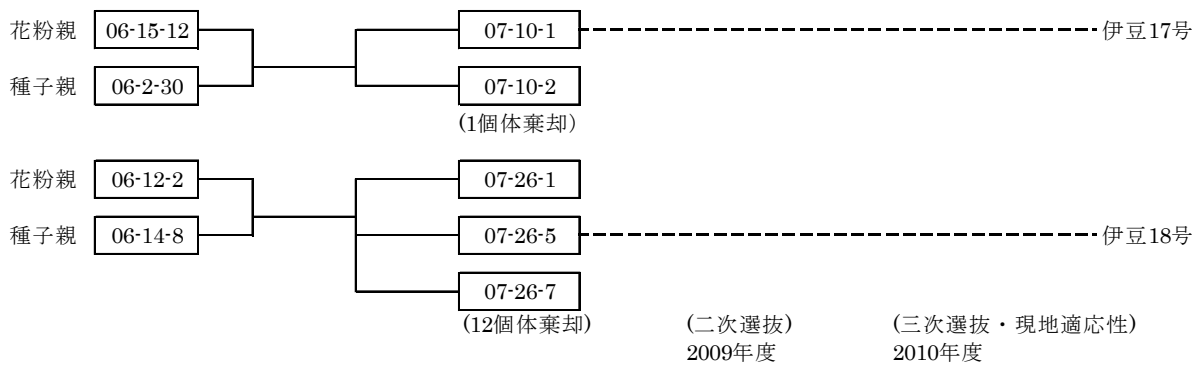 花粉親 06-15-12 07-10-1 伊豆17号
種子親 06-2-30 07-10-2
(1個体棄却)
花粉親 06-12-2 07-26-1
種子親 06-14-8 07-26-5 伊豆18号
07-26-7
(12個体棄却) (二次選抜) (三次選抜・現地適応性)
2009年度 2010年度